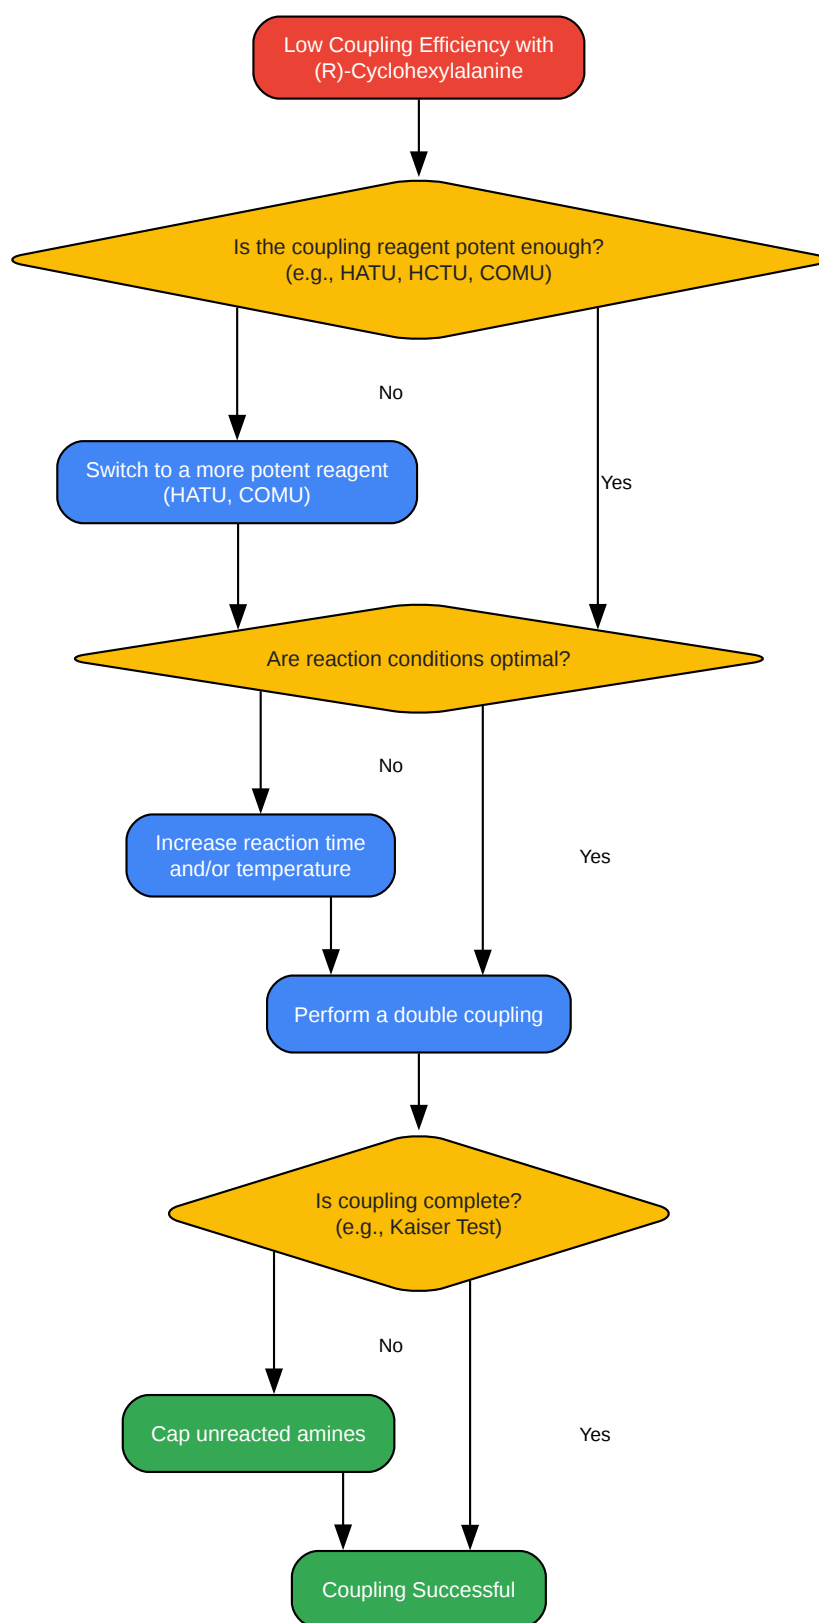 Low Coupling Efficiency with
(R)-Cyclohexylalanine
Is the coupling reagent potent enough?
(e.g., HATU, HCTU, COMU)
No
Switch to a more potent reagent
(HATU, COMU)
Yes
Are reaction conditions optimal?
No
Increase reaction time
and/or temperature
Yes
Perform a double coupling
Is coupling complete?
(e.g., Kaiser Test)
No
Cap unreacted amines
Yes
Coupling Successful